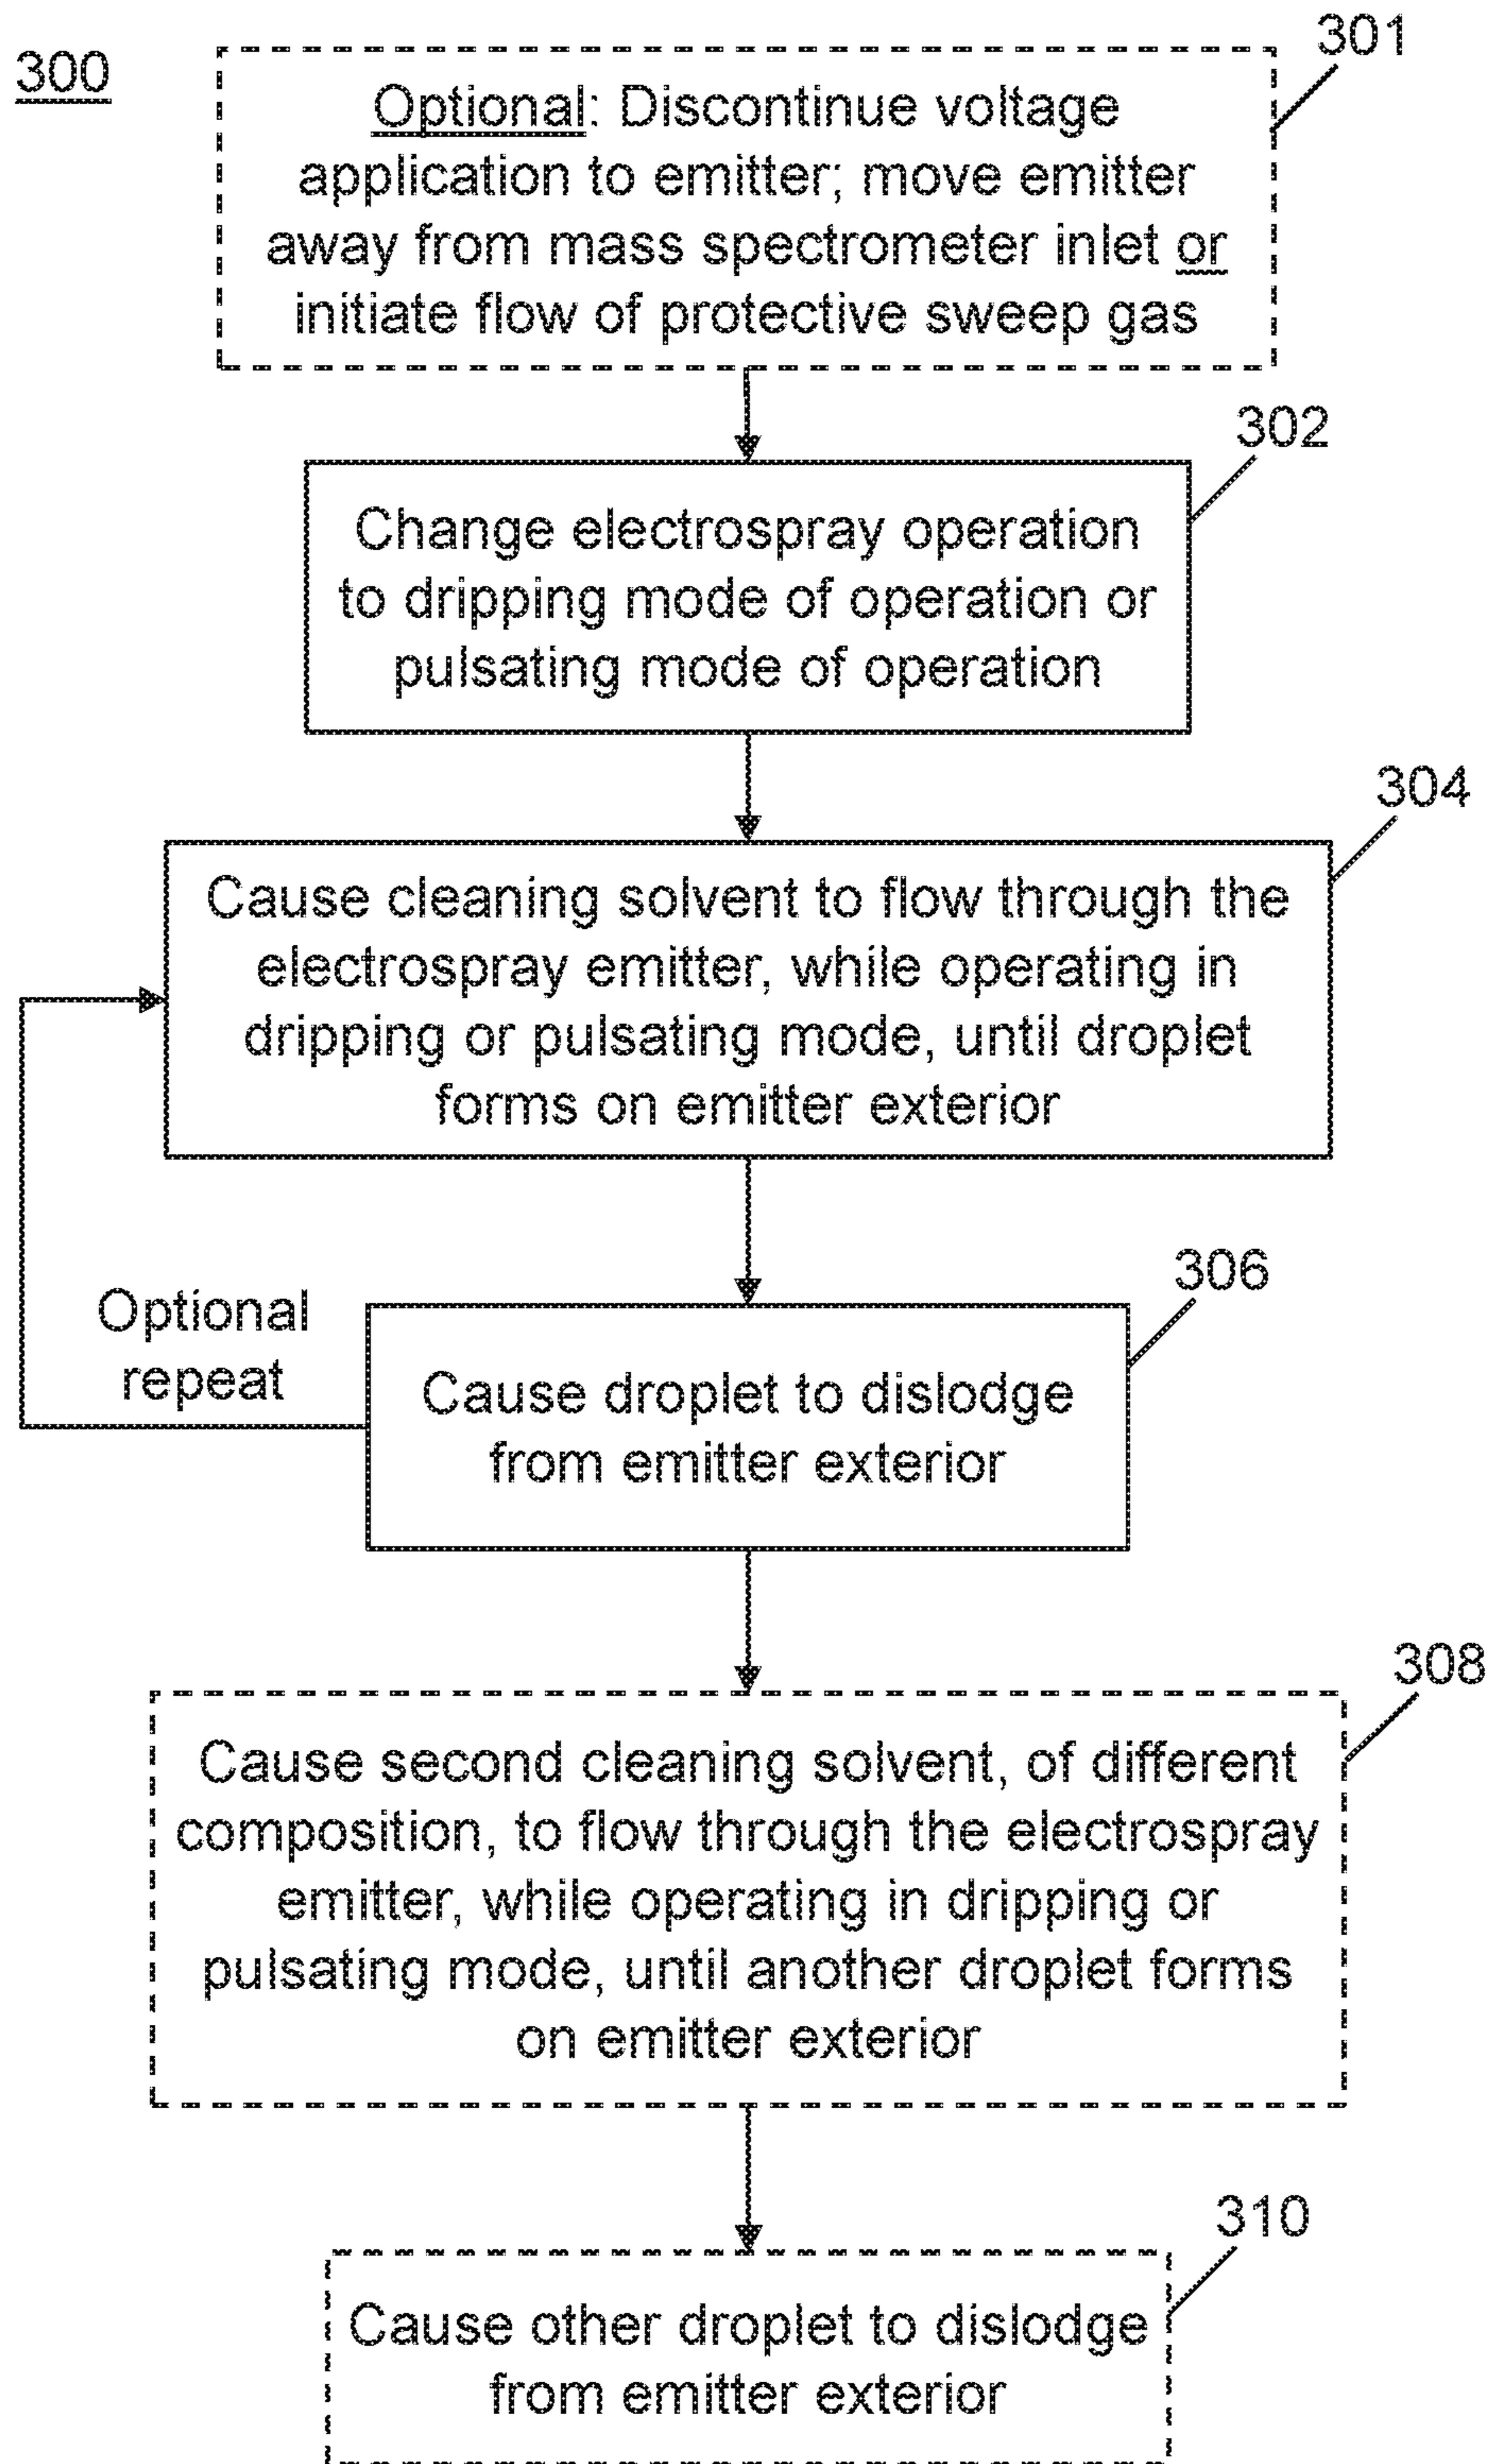 300
301
Optional: Discontinue voltage
application to emitter; move emitter
away from mass spectrometer inlet or
initiate flow of protective sweep gas
302
Change electrospray operation
to dripping mode of operation or
pulsating mode of operation
304
Cause cleaning solvent to flow through the
electrospray emitter, while operating in
dripping or pulsating mode, until droplet
forms on emitter exterior
Optional
repeat
306
Cause droplet to dislodge
from emitter exterior
308
Cause second cleaning solvent, of different
composition, to flow through the electrospray
emitter, while operating in dripping or
pulsating mode, until another droplet forms
on emitter exterior
310
Cause other droplet to dislodge
from emitter exterior